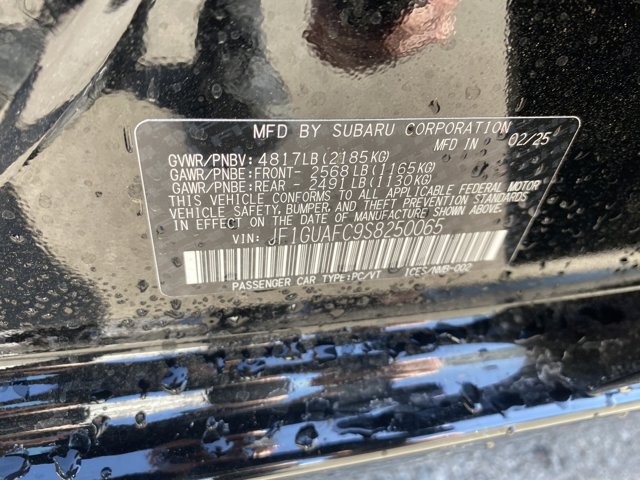 MFD BY SUBARU CORPORATION
MFD IN 02/25
GVWR/PNBV: 4817LB(2185KG)
GAWR/PNBE:FRONT- 2568LB(1165KG)
GAWR/PNBE:REAR - 2491LB(1130KG)
THIS VEHICLE CONFORMS TO ALL APPLICABLE FEDERAL MOTOR
VEHICLE SAFETY, BUMPER, AND THEFT PREVENTION STANDARDS
IN EFFECT ON THE DATE OF MANUFACTURE SHOWN ABOVE.
VIN: JF1GUAFC9S8250065
PASSENGER CAR TYPE:PC/VT ICES/NMB-002